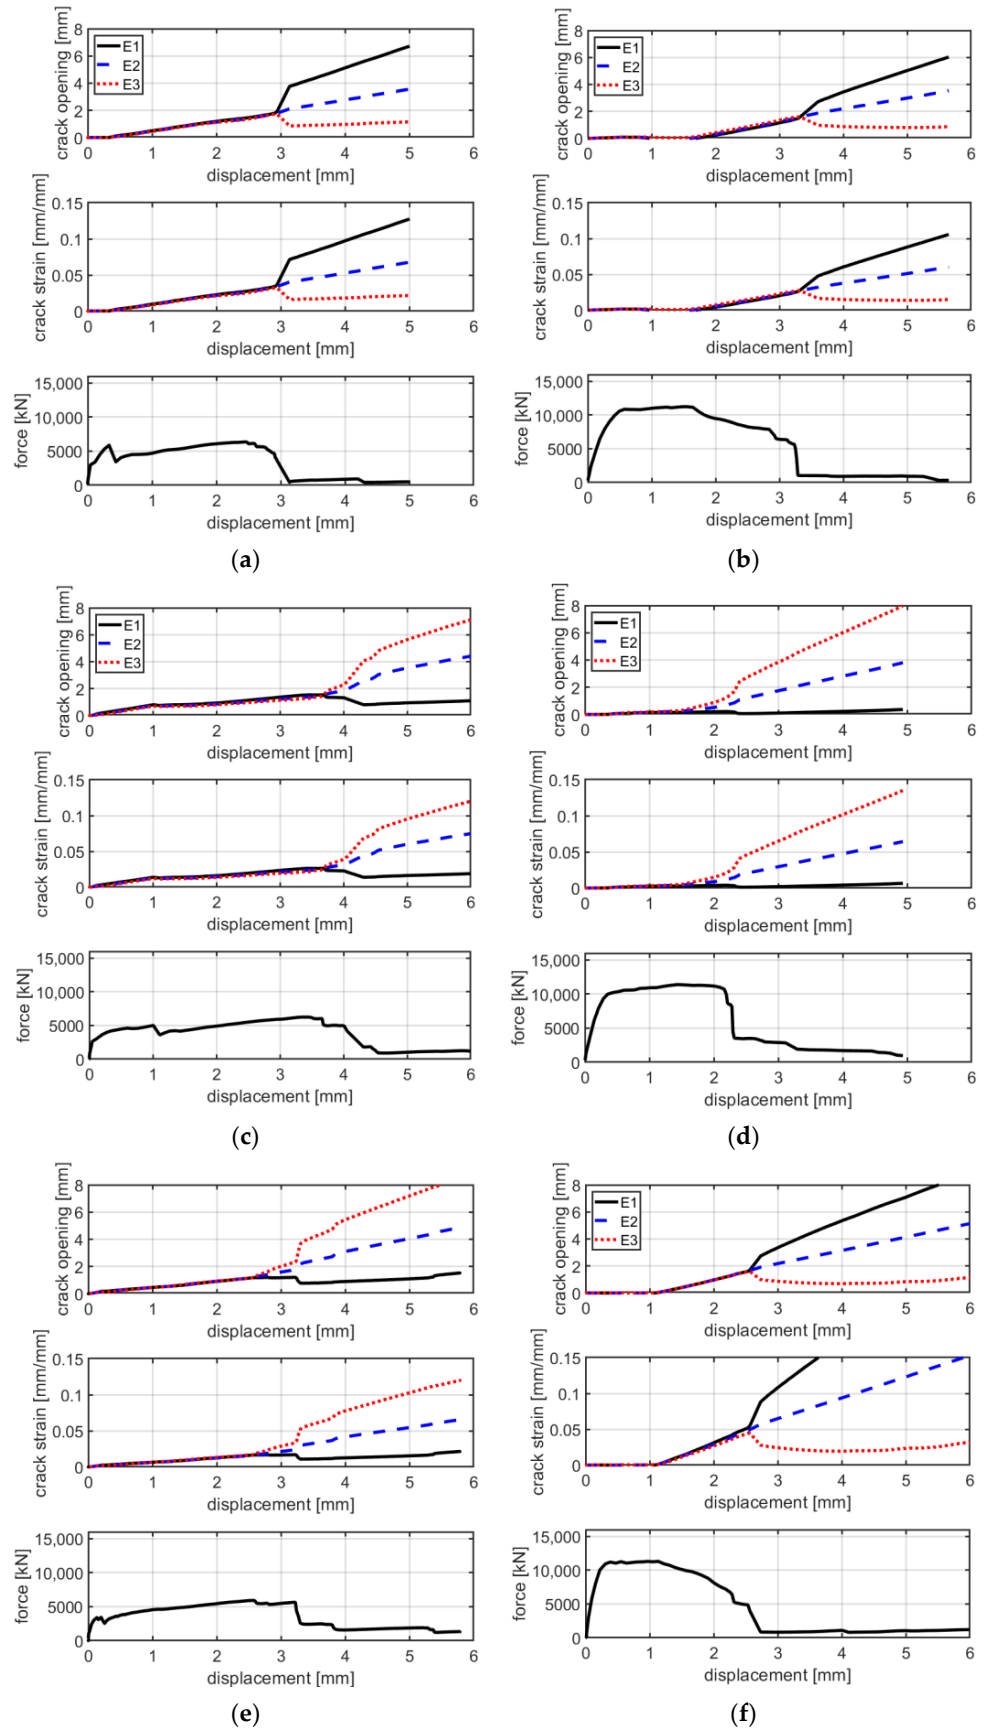 crack opening [mm]
8
6
4
2
0
E1
E2
E3
0 1 2 3 4 5 6
displacement [mm]
crack strain [mm/mm]
0.15
0.1
0.05
0
0 1 2 3 4 5 6
displacement [mm]
force [kN]
15,000
10,000
5000
0
0 1 2 3 4 5 6
displacement [mm]
(a)
crack opening [mm]
8
6
4
2
0
E1
E2
E3
0 1 2 3 4 5 6
displacement [mm]
crack strain [mm/mm]
0.15
0.1
0.05
0
0 1 2 3 4 5 6
displacement [mm]
force [kN]
15,000
10,000
5000
0
0 1 2 3 4 5 6
displacement [mm]
(b)
crack opening [mm]
8
6
4
2
0
E1
E2
E3
0 1 2 3 4 5 6
displacement [mm]
crack strain [mm/mm]
0.15
0.1
0.05
0
0 1 2 3 4 5 6
displacement [mm]
force [kN]
15,000
10,000
5000
0
0 1 2 3 4 5 6
displacement [mm]
(c)
crack opening [mm]
8
6
4
2
0
E1
E2
E3
0 1 2 3 4 5 6
displacement [mm]
crack strain [mm/mm]
0.15
0.1
0.05
0
0 1 2 3 4 5 6
displacement [mm]
force [kN]
15,000
10,000
5000
0
0 1 2 3 4 5 6
displacement [mm]
(d)
crack opening [mm]
8
6
4
2
0
0 1 2 3 4 5 6
displacement [mm]
crack strain [mm/mm]
0.15
0.1
0.05
0
0 1 2 3 4 5 6
displacement [mm]
force [kN]
15,000
10,000
5000
0
0 1 2 3 4 5 6
displacement [mm]
(e)
crack opening [mm]
8
6
4
2
0
E1
E2
E3
0 1 2 3 4 5 6
displacement [mm]
crack strain [mm/mm]
0.15
0.1
0.05
0
0 1 2 3 4 5 6
displacement [mm]
force [kN]
15,000
10,000
5000
0
0 1 2 3 4 5 6
displacement [mm]
(f)